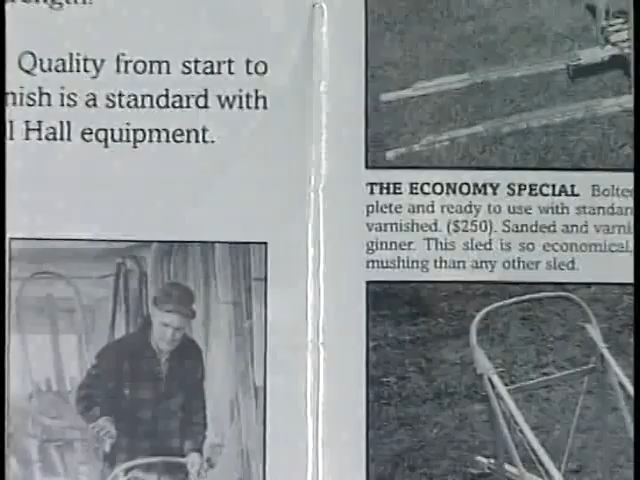 Quality from start to
nish is a standard with
l Hall equipment.
THE ECONOMY SPECIAL Bolte
plete and ready to use with standar
varnished. ($250). Sanded and varni
ginner. This sled is so economical
mushing than any other sled.